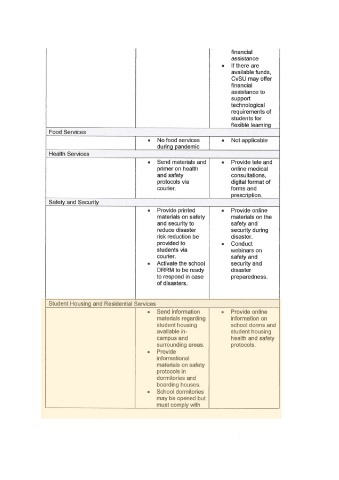 financial
assistance
• If there are
available funds,
CvSU may offer
financial
assistance to
support
technological
requirements of
students for
flexible learning
Food Services
• No food services
during pandemic
• Not applicable
Health Services
• Send materials and
primer on health
and safety
protocols via
courier.
• Provide tele and
online medical
consultations,
digital format of
forms and
prescription.
Safety and Security
• Provide printed
materials on safety
and security to
reduce disaster
risk reduction be
provided to
students via
courier.
• Activate the school
DRRM to be ready
to respond in case
of disasters.
• Provide online
materials on the
safety and
security during
disaster.
• Conduct
webinars on
safety and
security and
disaster
preparedness.
Student Housing and Residential Services
• Send information
materials regarding
student housing
available in-
campus and
surrounding areas.
• Provide
informational
materials on safety
protocols in
dormitories and
boarding houses.
• School dormitories
may be opened but
must comply with
• Provide online
information on
school dorms and
student housing
health and safety
protocols.